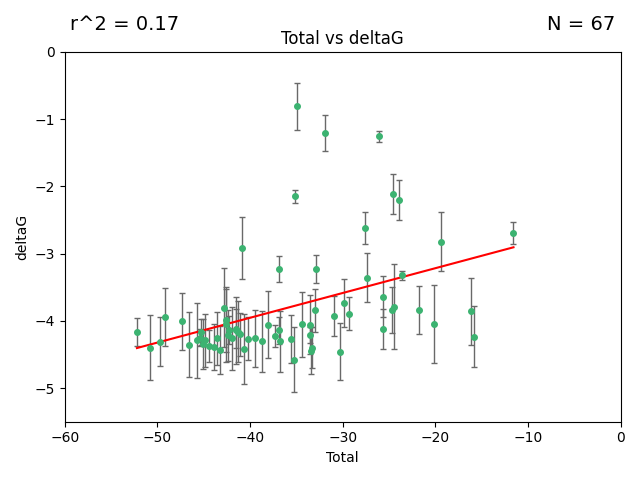 r^2 = 0.17
N = 67
Total vs deltaG
0
−1
−2
−3
−4
−5
deltaG
−60
−50
−40
−30
−20
−10
0
Total